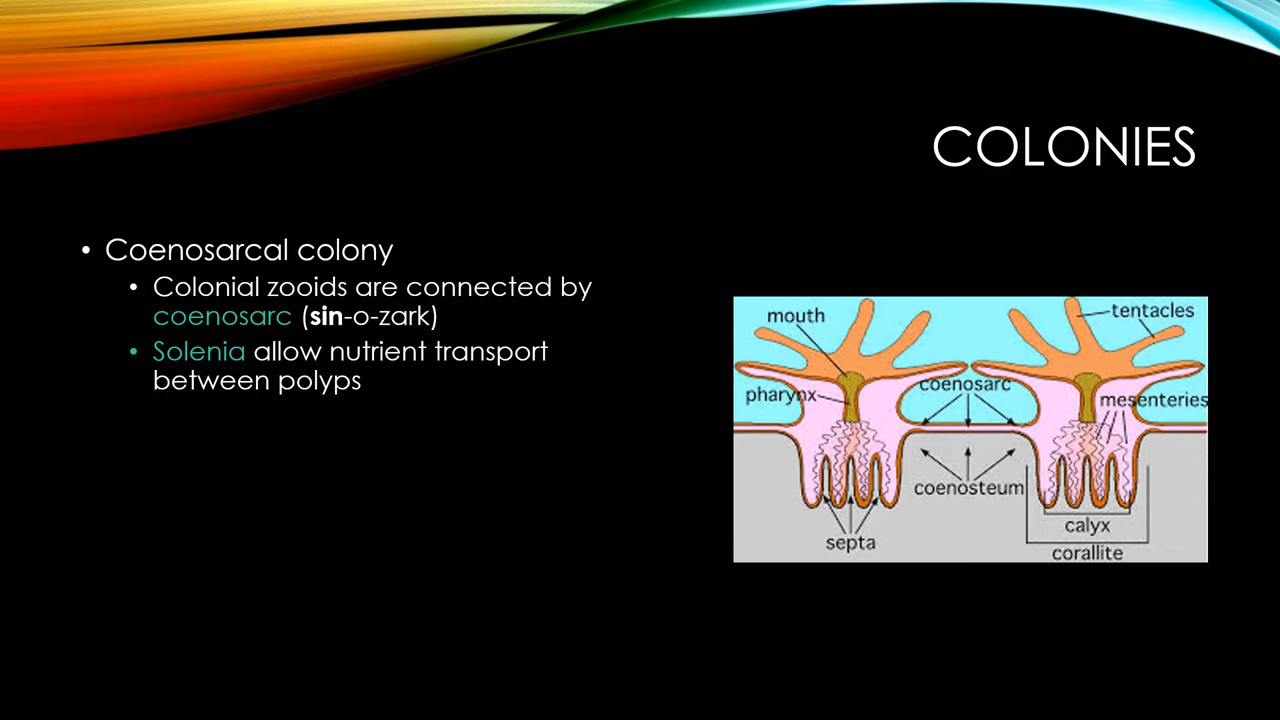 COLONIES
• Coenosarcal colony
• Colonial zooids are connected by
coenosarc (sin-o-zark)
• Solenia allow nutrient transport
between polyps
mouth
tentacles
coenosarc
pharynx
mesenteries
coenosteum
septa
calyx
corallite